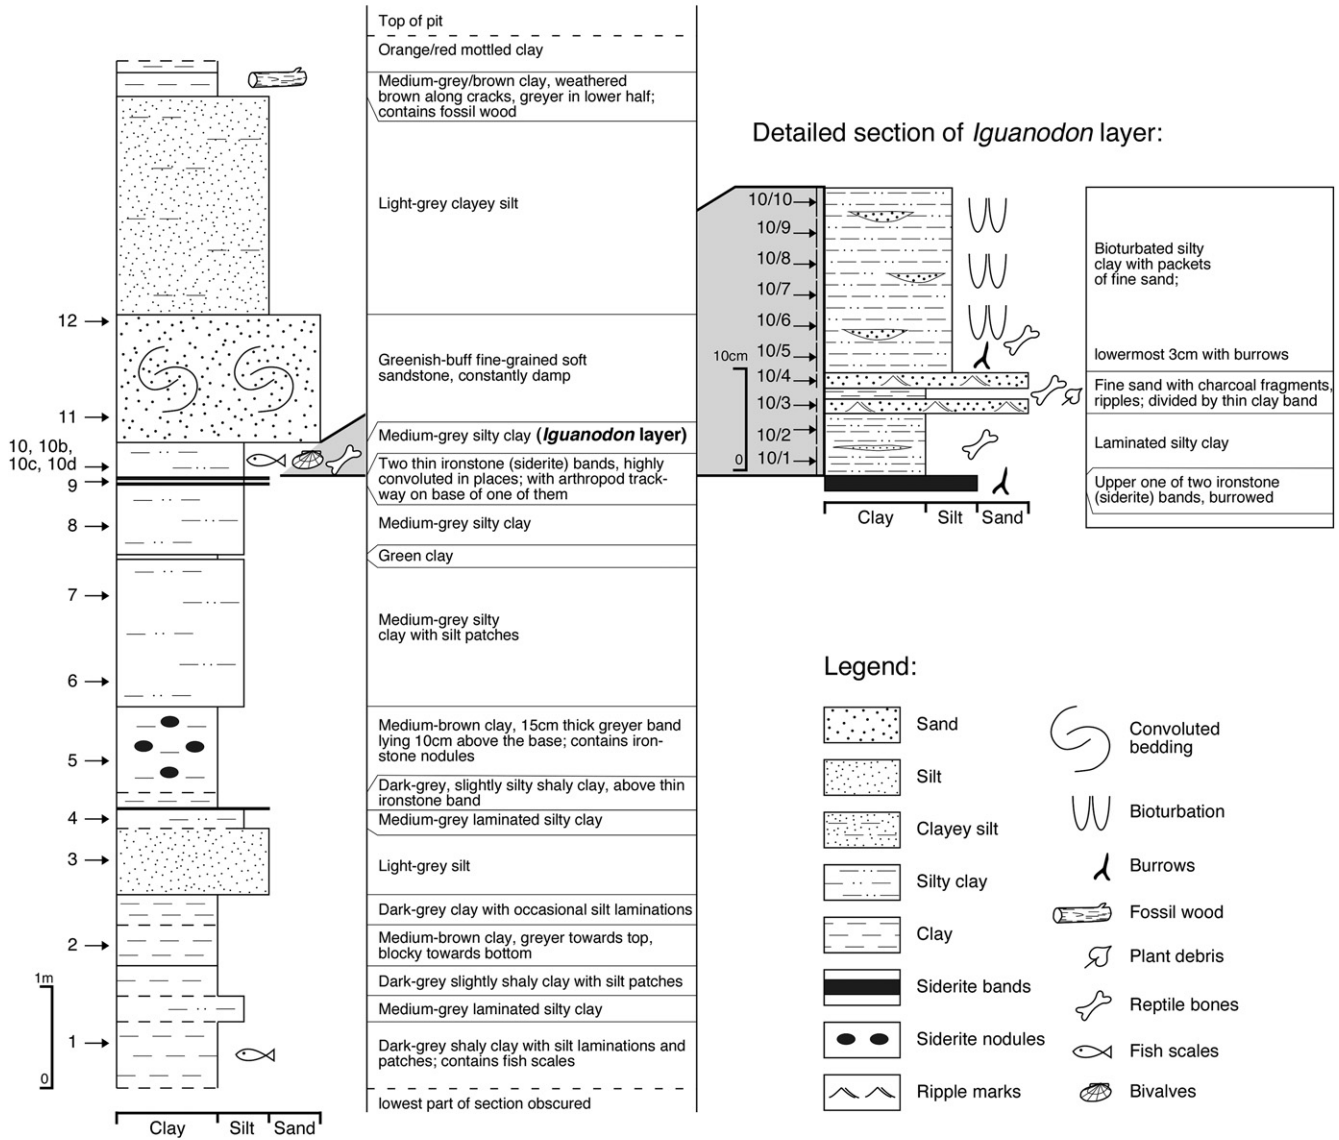 Top of pit
Orange/red mottled clay
Medium-grey/brown clay, weathered
brown along cracks, greyer in lower half;
contains fossil wood
Light-grey clayey silt
Greenish-buff fine-grained soft
sandstone, constantly damp
Medium-grey silty clay (Iguanodon layer)
Two thin ironstone (siderite) bands, highly
convoluted in places; with arthropod track-
way on base of one of them
Medium-grey silty clay
Green clay
Medium-grey silty
clay with silt patches
Medium-brown clay, 15cm thick greyer band
lying 10cm above the base; contains iron-
stone nodules
Dark-grey, slightly silty shaly clay, above thin
ironstone band
Medium-grey laminated silty clay
Light-grey silt
Dark-grey clay with occasional silt laminations
Medium-brown clay, greyer towards top,
blocky towards bottom
Dark-grey slightly shaly clay with silt patches
Medium-grey laminated silty clay
Dark-grey shaly clay with silt laminations and
patches; contains fish scales
lowest part of section obscured
12
11
10, 10b,
10c, 10d
9
8
7
6
5
4
3
2
1m
1
0
Clay
Silt
Sand
Detailed section of Iguanodon layer:
10/10
10/9
10/8
10/7
10/6
10/5
10cm
10/4
10/3
10/2
10/1
0
Clay
Silt
Sand
Bioturbated silty
clay with packets
of fine sand;
lowermost 3cm with burrows
Fine sand with charcoal fragments,
ripples; divided by thin clay band
Laminated silty clay
Upper one of two ironstone
(siderite) bands, burrowed
Legend:
Sand
Silt
Clayey silt
Silty clay
Clay
Siderite bands
Siderite nodules
Ripple marks
Convoluted
bedding
Bioturbation
Burrows
Fossil wood
Plant debris
Reptile bones
Fish scales
Bivalves